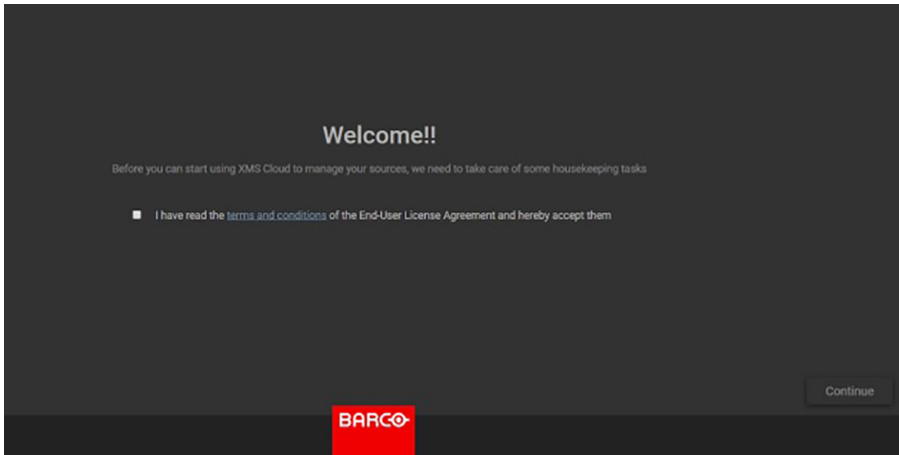 Welcome!!
Before you can start using XMS Cloud to manage your sources, we need to take care of some housekeeping tasks
I have read the terms and conditions of the End-User License Agreement and hereby accept them
Continue
BARCO